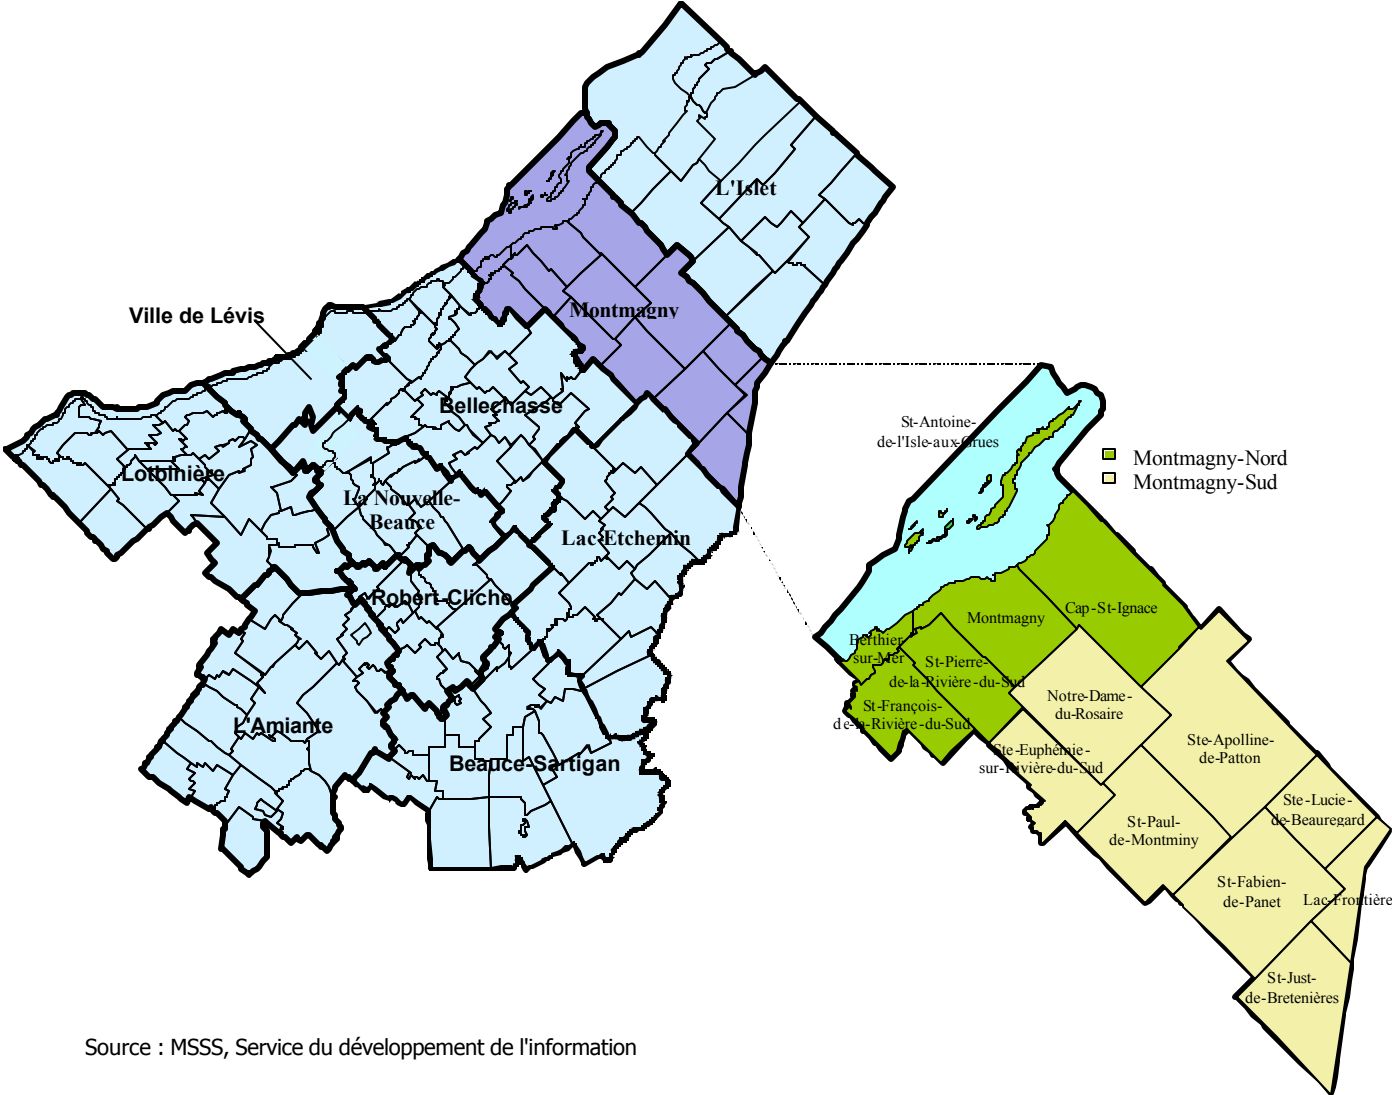 L'Islet
Montmagny
Ville de Lévis
Bellechasse
Lotbinière
La Nouvelle-
Beauce
Lac-Etchemin
Robert-Cliche
L'Amiante
Beauce-Sartigan
St-Antoine-
de-l'Isle-aux-Grues
Montmagny-Nord
Montmagny-Sud
Cap-St-Ignace
Montmagny
Berthier-
sur-Mer
St-Pierre-
de-la-Rivière-du-Sud
St-François-
de-la-Rivière-du-Sud
Notre-Dame-
du-Rosaire
Ste-Euphémie-
sur-Rivière-du-Sud
Ste-Apolline-
de-Patton
Ste-Lucie-
de-Beauregard
St-Paul-
de-Montminy
St-Fabien-
de-Panet
Lac-Frontière
St-Just-
de-Bretenières
Source : MSSS, Service du développement de l'information